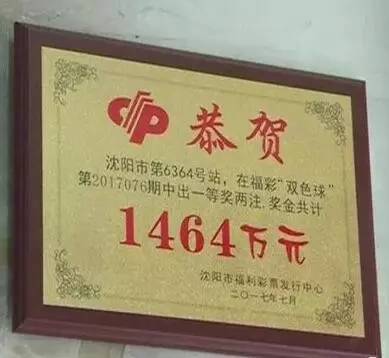 恭贺
沈阳市第6364号站，在福彩"双色球"
第2017076期中出一等奖两注.奖金共计
1464万元
沈阳市福利彩票发行中心
二〇一七年七月